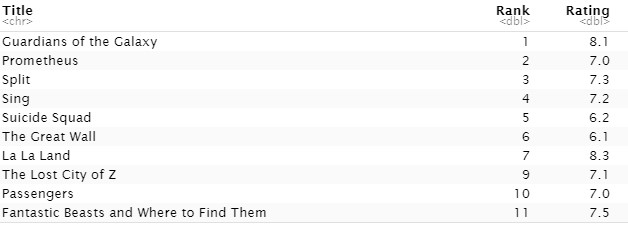 Title Rank Rating
<chr> <dbl> <dbl>
Guardians of the Galaxy 1 8.1
Prometheus 2 7.0
Split 3 7.3
Sing 4 7.2
Suicide Squad 5 6.2
The Great Wall 6 6.1
La La Land 7 8.3
The Lost City of Z 9 7.1
Passengers 10 7.0
Fantastic Beasts and Where to Find Them 11 7.5